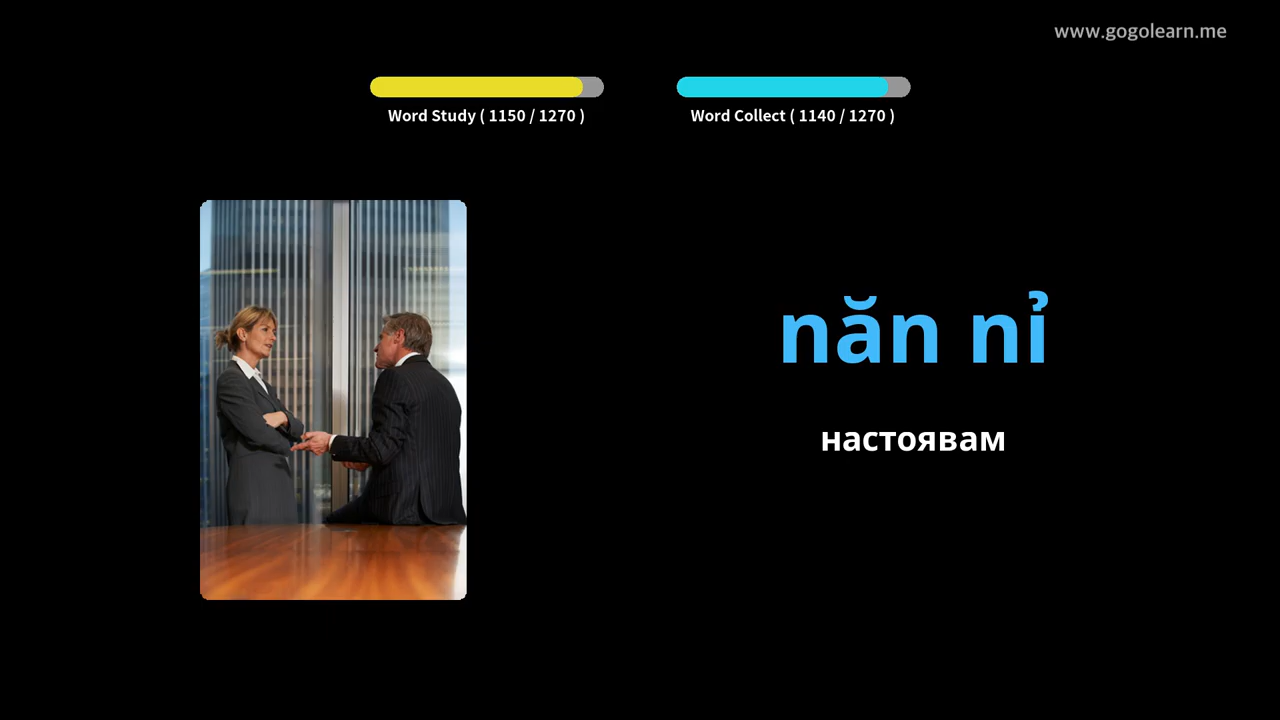 www.gogolearn.me
Word Study ( 1150 / 1270 )
Word Collect ( 1140 / 1270 )
năn nỉ
настоявам